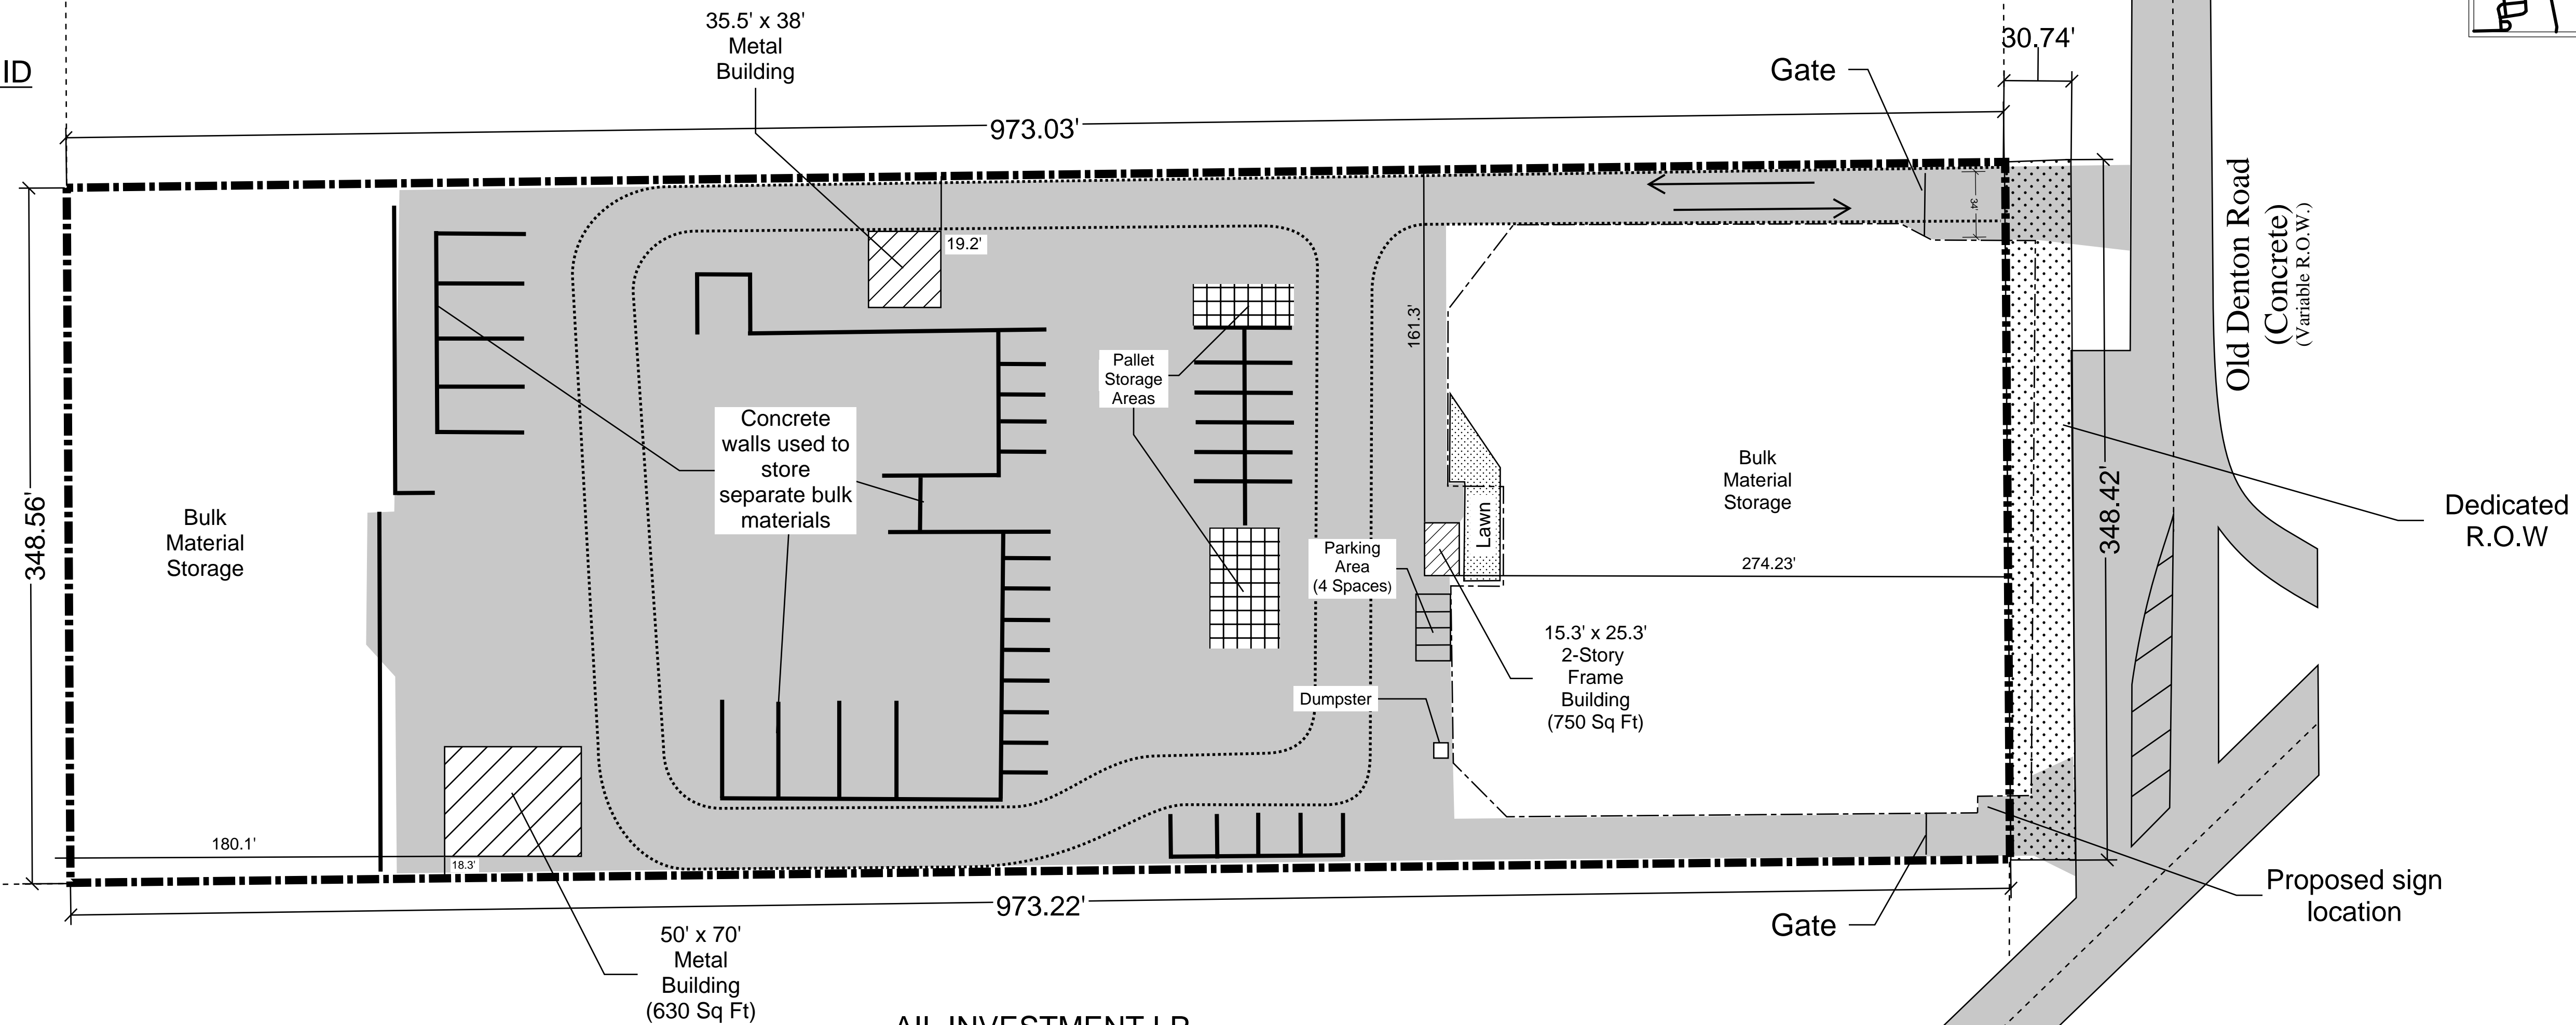 35.5' x 38'
Metal
Building
ID
30.74'
Gate
973.03'
34'
19.2'
Old Denton Road
(Concrete)
(Variable R.O.W.)
161.3'
Pallet
Storage
Areas
Concrete
walls used to
store
separate bulk
materials
Bulk
Material
Storage
348.56'
Bulk
Material
Storage
Lawn
348.42'
Dedicated
R.O.W
Parking
Area
(4 Spaces)
274.23'
15.3' x 25.3'
2-Story
Frame
Building
(750 Sq Ft)
Dumpster
180.1'
18.3'
973.22'
Proposed sign
location
Gate
50' x 70'
Metal
Building
(630 Sq Ft)
AIL INVESTMENT LP